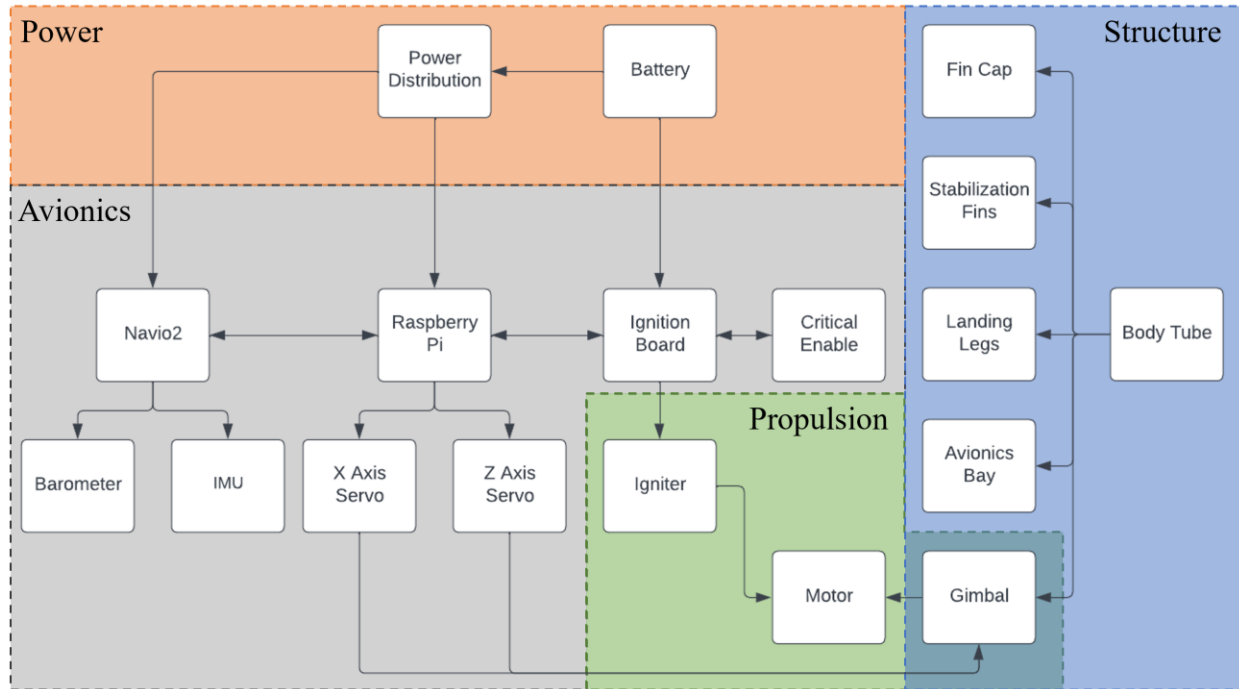 Power
Structure
Power
Distribution
Battery
Fin Cap
Stabilization
Fins
Avionics
Navio2
Raspberry
Pi
Ignition
Board
Critical
Enable
Landing
Legs
Body Tube
Propulsion
Barometer
IMU
X Axis
Servo
Z Axis
Servo
Igniter
Avionics
Bay
Motor
Gimbal